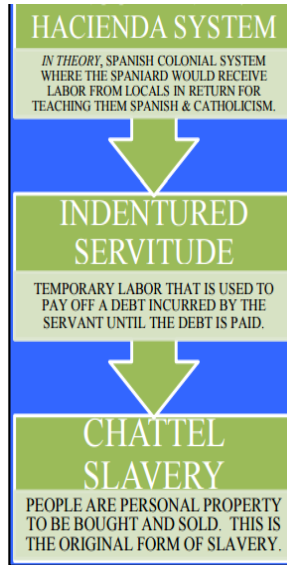 HACIENDA SYSTEM
IN THEORY, SPANISH COLONIAL SYSTEM
WHERE THE SPANIARD WOULD RECEIVE
LABOR FROM LOCALS IN RETURN FOR
TEACHING THEM SPANISH & CATHOLICISM.
INDENTURED
SERVITUDE
TEMPORARY LABOR THAT IS USED TO
PAY OFF A DEBT INCURRED BY THE
SERVANT UNTIL THE DEBT IS PAID.
CHATTEL
SLAVERY
PEOPLE ARE PERSONAL PROPERTY
TO BE BOUGHT AND SOLD. THIS IS
THE ORIGINAL FORM OF SLAVERY.